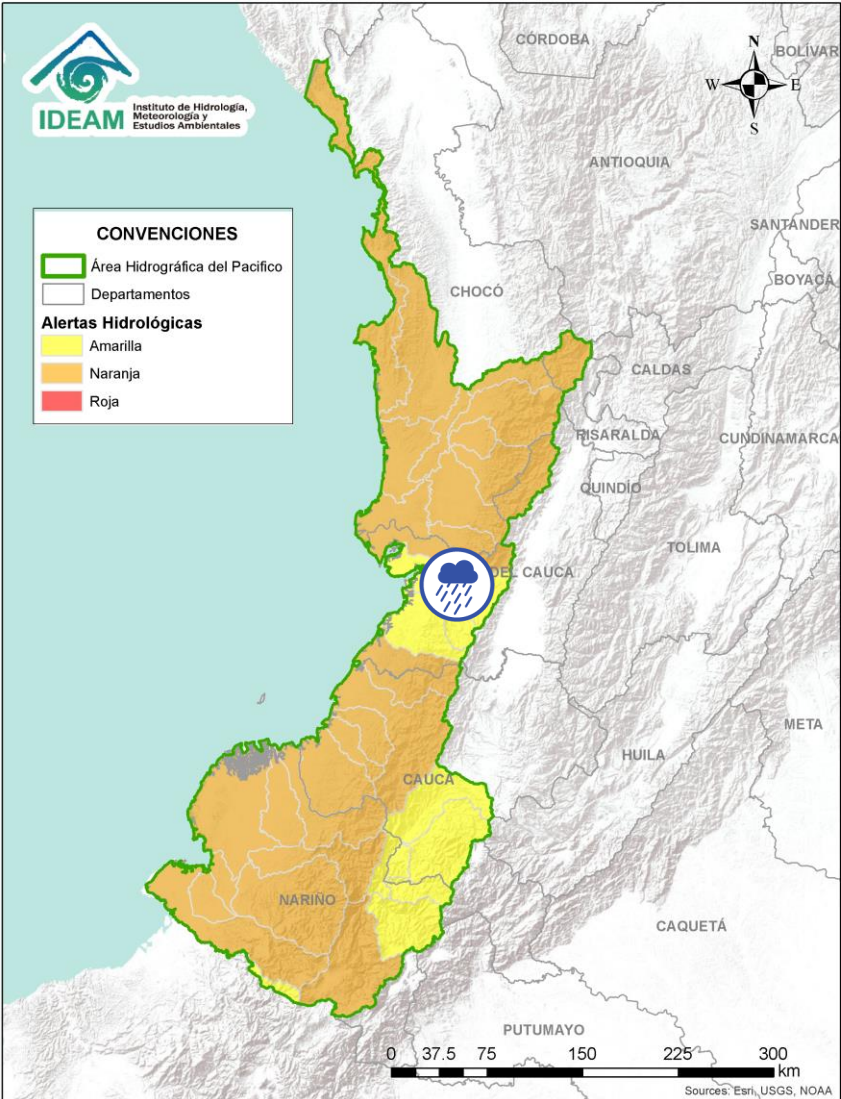 IDEAM
Instituto de Hidrología,
Meteorología y
Estudios Ambientales
N
W
E
S
CONVENCIONES
Área Hidrográfica del Pacifico
Departamentos
Alertas Hidrológicas
Amarilla
Naranja
Roja
CÓRDOBA
BOLÍVAR
ANTIOQUIA
SANTANDER
BOYACÁ
CHOCÓ
CALDAS
RISARALDA
CUNDINAMARCA
QUINDÍO
TOLIMA
DEL CAUCA
META
HUILA
CAUCA
NARIÑO
CAQUETÁ
PUTUMAYO
0 37.5 75 150 225 300
km
Sources: Esri, USGS, NOAA